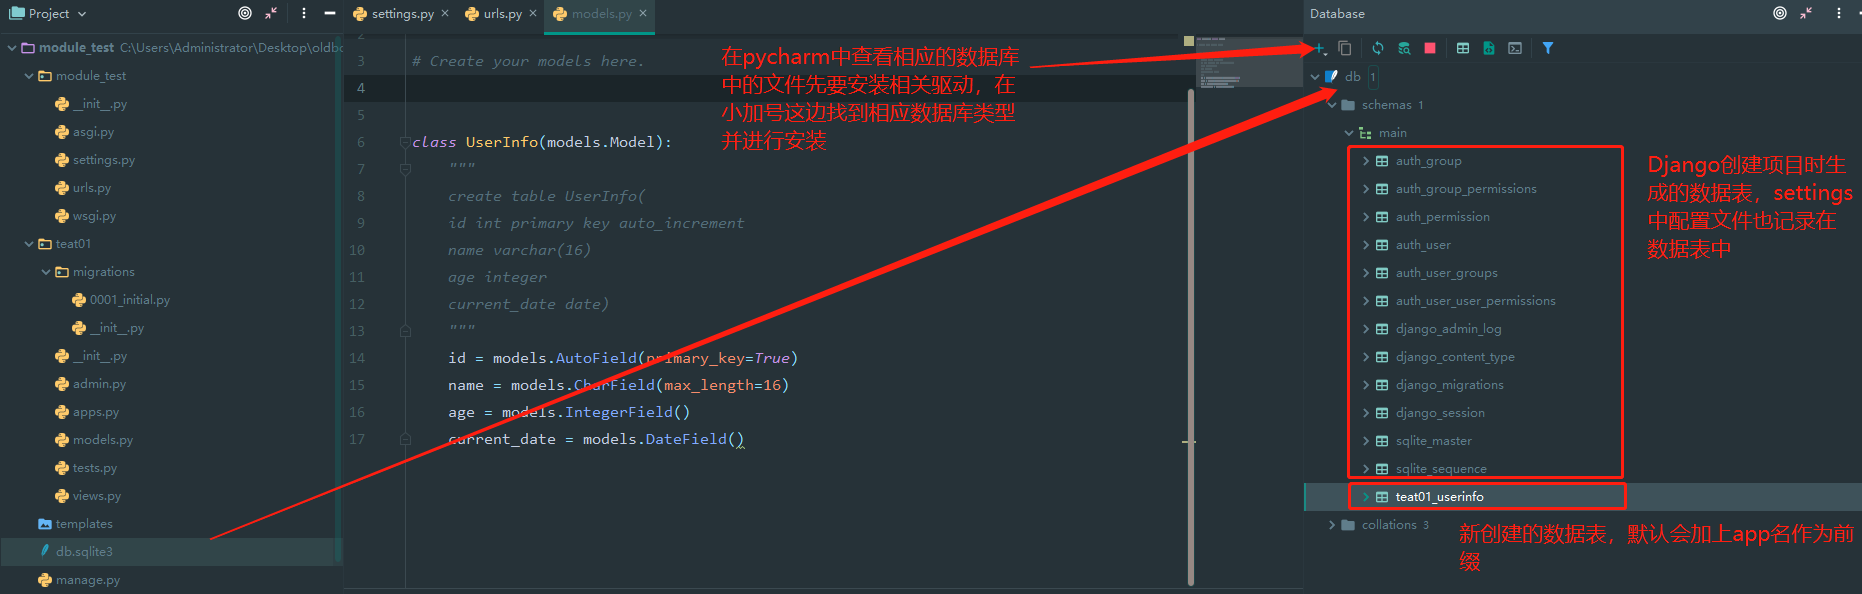 Project
settings.py
urls.py
models.py
Database
module_test C:\Users\Administrator\Desktop\oldbo
module_test
__init__.py
asgi.py
settings.py
urls.py
wsgi.py
teat01
migrations
0001_initial.py
__init__.py
__init__.py
admin.py
apps.py
models.py
tests.py
views.py
templates
db.sqlite3
manage.py
2
3 # Create your models here.
4
5
6 class UserInfo(models.Model):
7 """
8 create table UserInfo(
9 id int primary key auto_increment
10 name varchar(16)
11 age integer
12 current_date date)
13 """
14 id = models.AutoField(primary_key=True)
15 name = models.CharField(max_length=16)
16 age = models.IntegerField()
17 current_date = models.DateField()
在pycharm中查看相应的数据库
中的文件先要安装相关驱动，在
小加号这边找到相应数据库类型
并进行安装
db 1
schemas 1
main
auth_group
auth_group_permissions
auth_permission
auth_user
auth_user_groups
auth_user_user_permissions
django_admin_log
django_content_type
django_migrations
django_session
sqlite_master
sqlite_sequence
teat01_userinfo
collations 3
Django创建项目时生
成的数据表，settings
中配置文件也记录在
数据表中
新创建的数据表，默认会加上app名作为前
缀